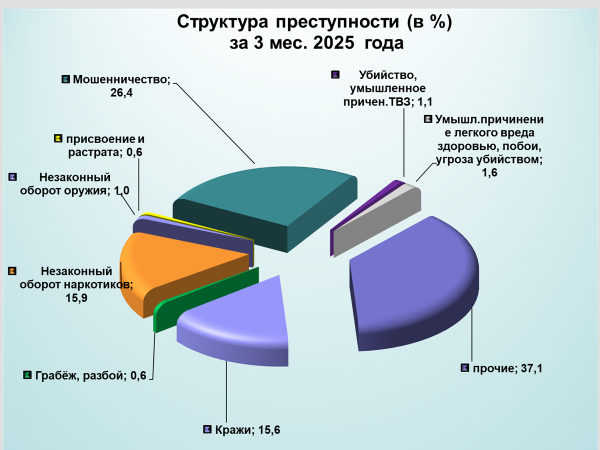 Структура преступности (в %)
за 3 мес. 2025 года
Мошенничество;
26,4
Убийство,
умышленное
причен.ТВЗ; 1,1
Умышл.причинени
е легкого вреда
здоровью, побои,
угроза убийством;
1,6
присвоение и
растрата; 0,6
Незаконный
оборот оружия; 1,0
Незаконный
оборот наркотиков;
15,9
Грабёж, разбой; 0,6
Кражи; 15,6
прочие; 37,1